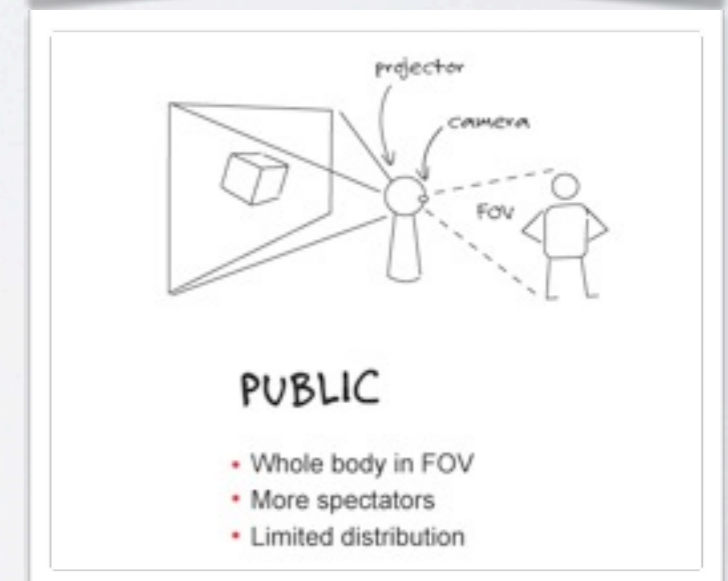 projector
camera
FOV
PUBLIC
• Whole body in FOV
• More spectators
• Limited distribution